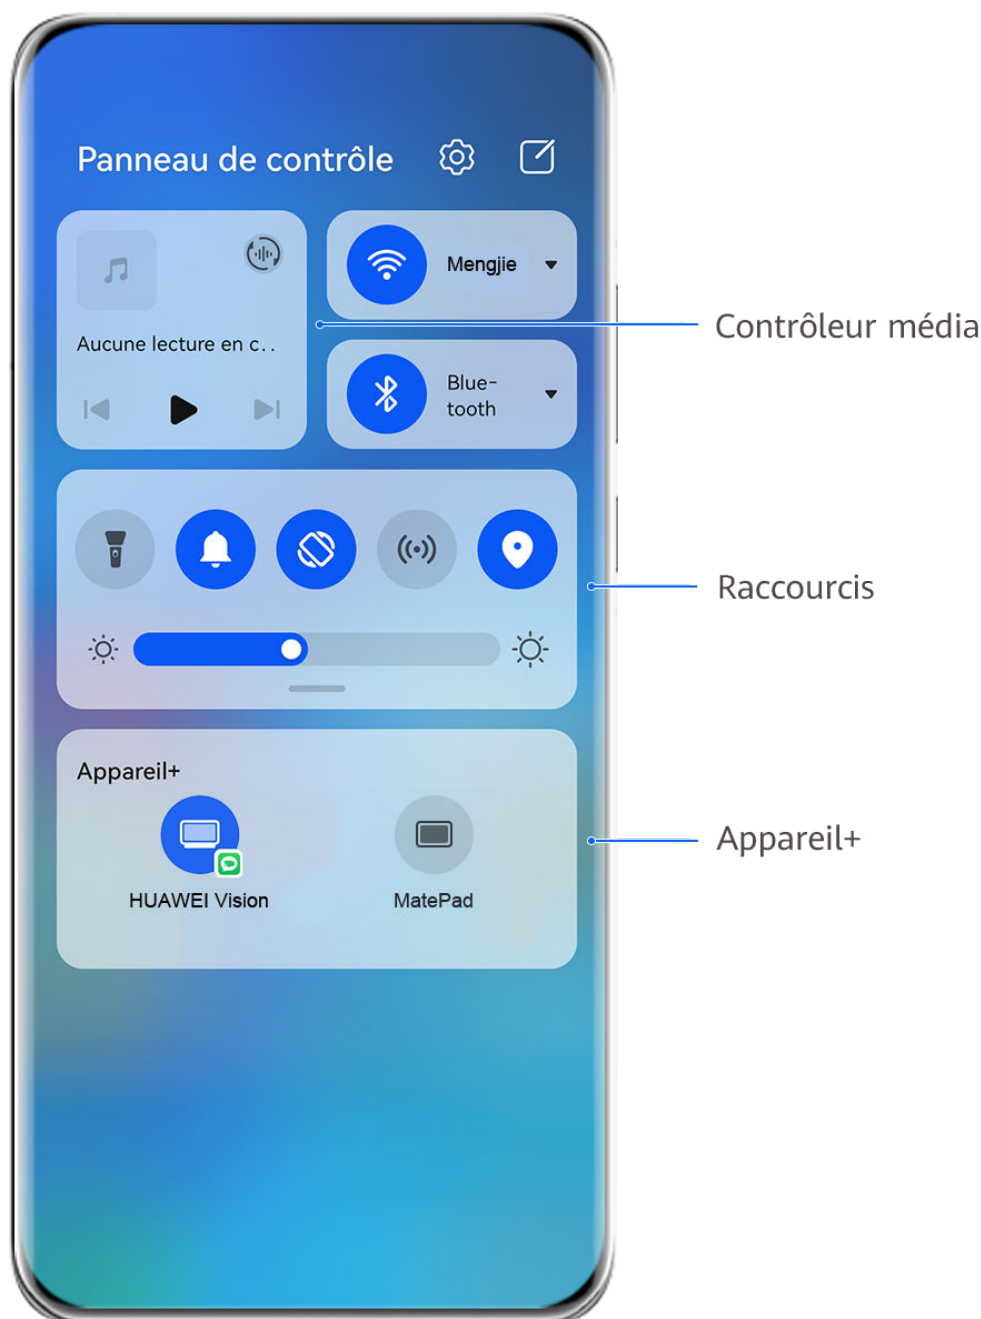 Panneau de contrôle
Mengjie
Aucune lecture en c..
Blue-
tooth
Contrôleur média
Raccourcis
Appareil+
HUAWEI Vision
MatePad
Appareil+